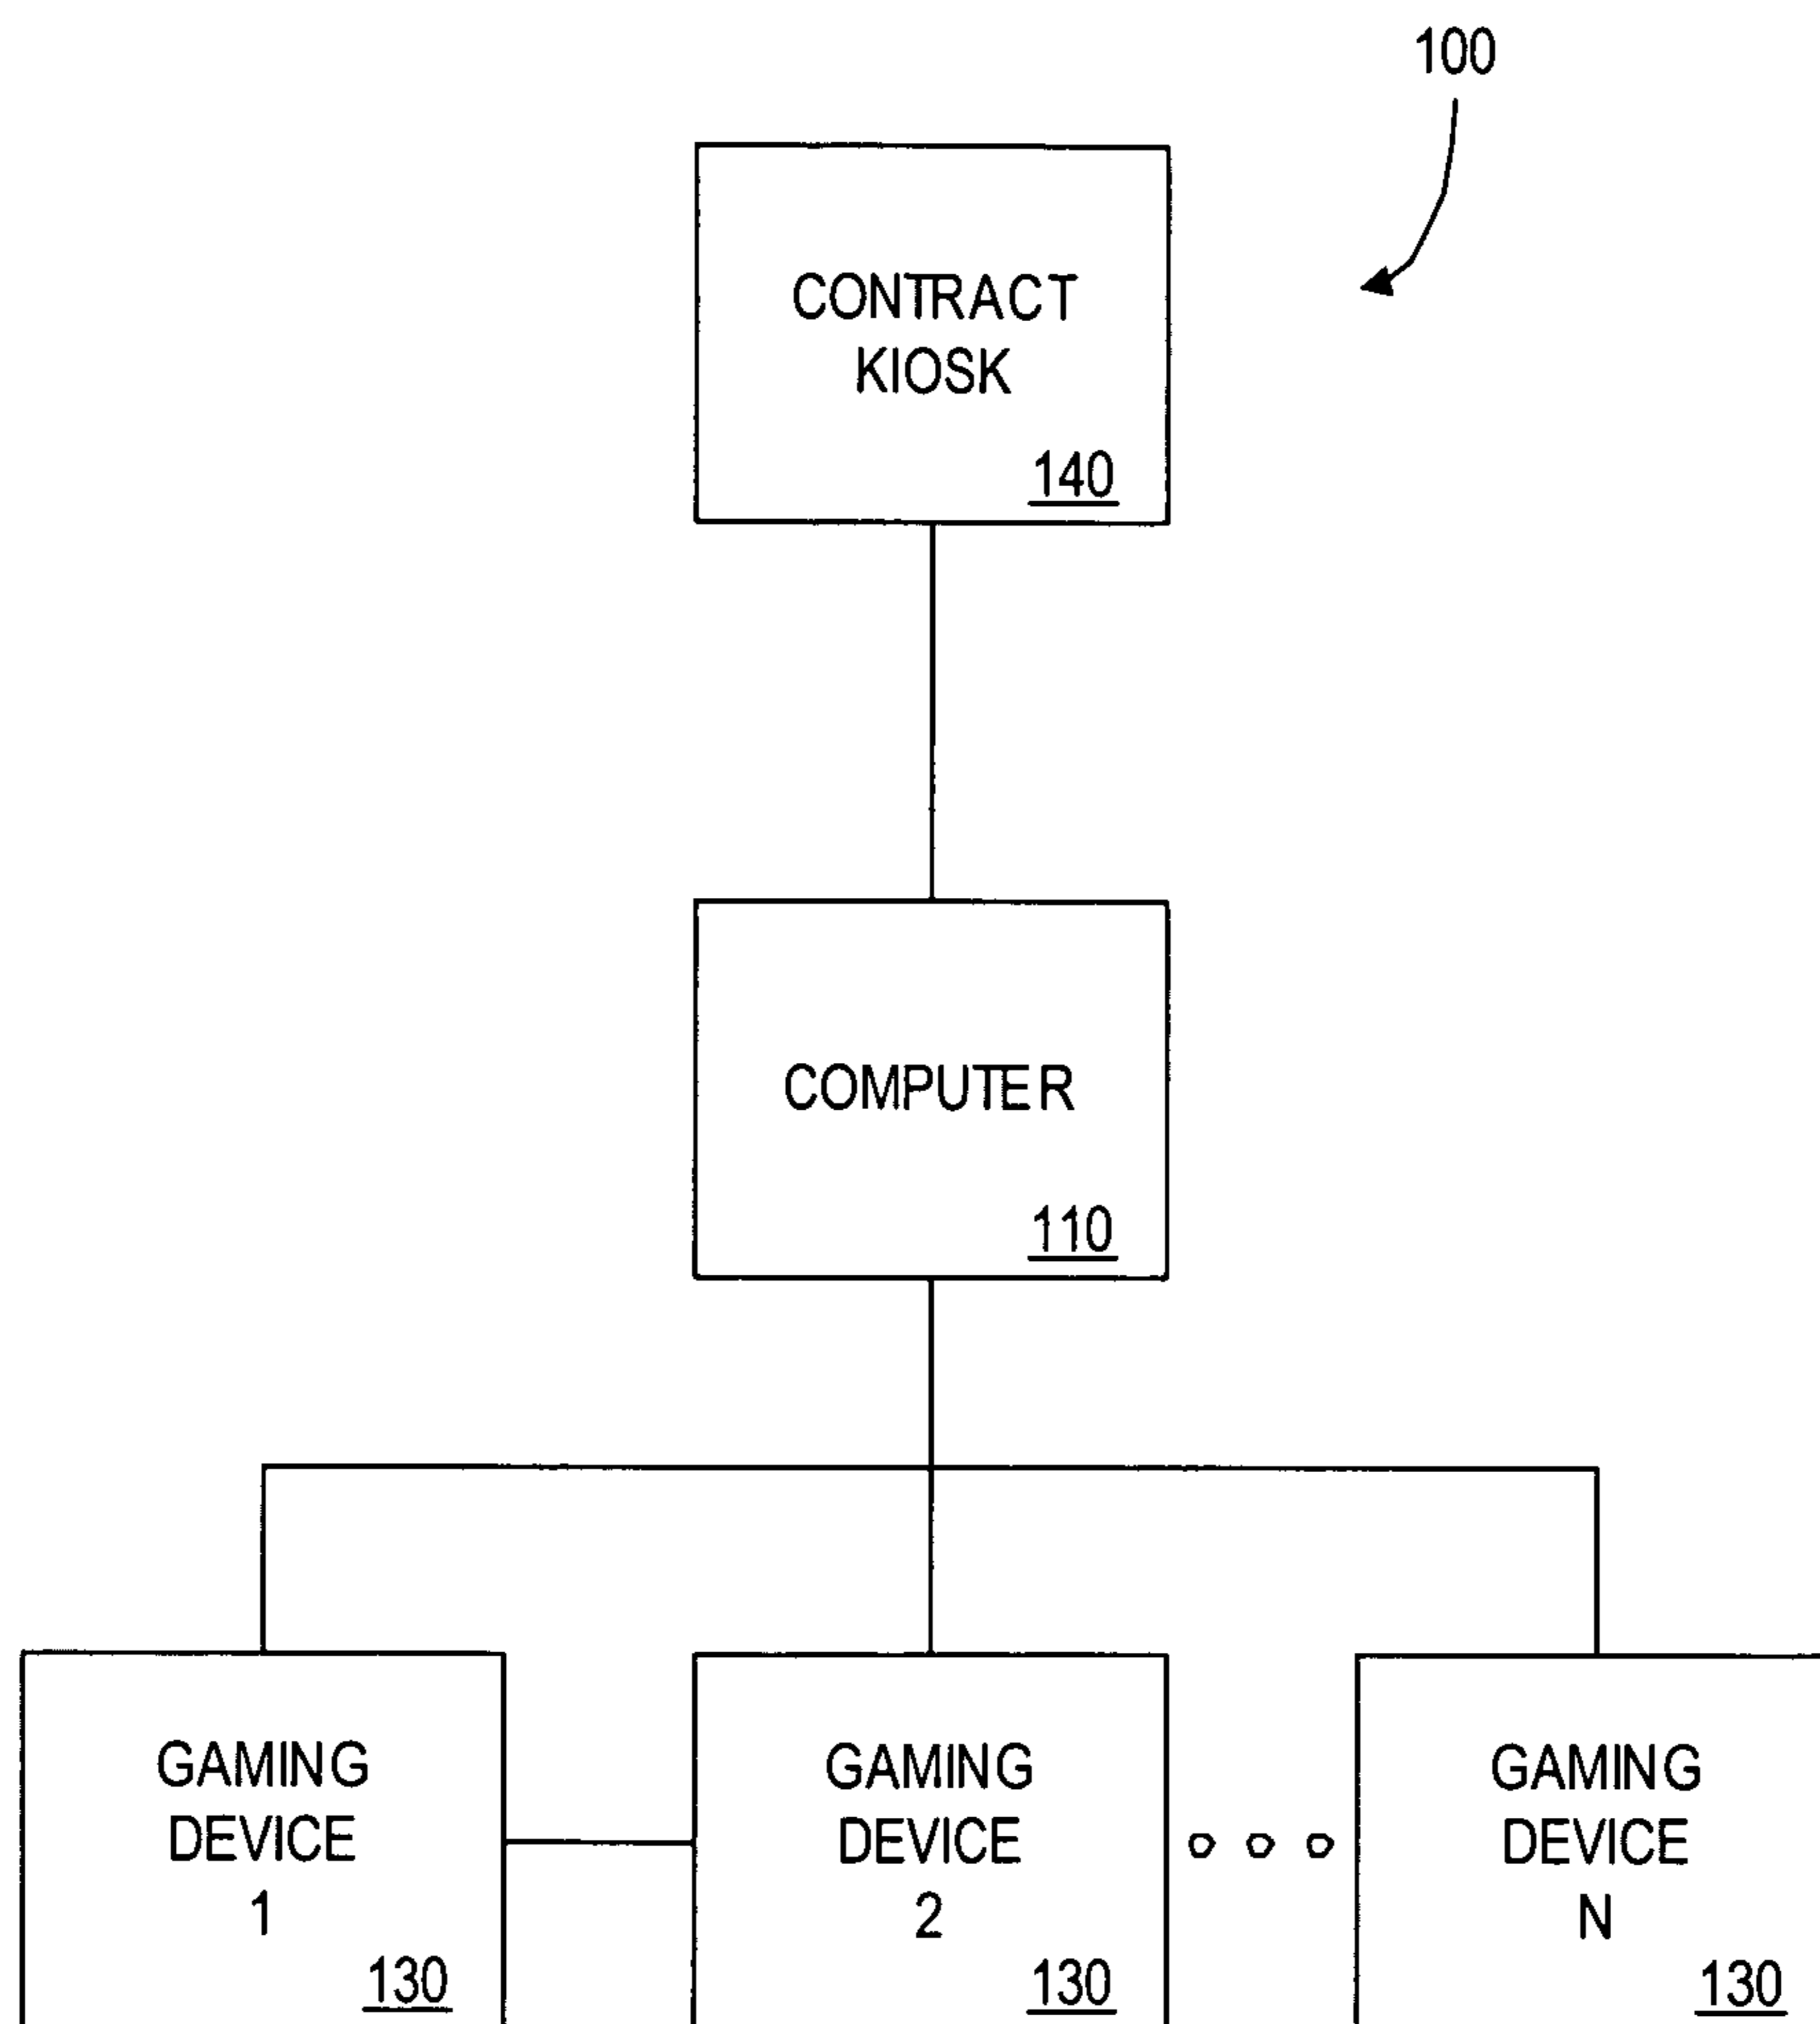 100
CONTRACT
KIOSK
140
COMPUTER
110
GAMING
DEVICE
1
130
GAMING
DEVICE
2
130
GAMING
DEVICE
N
130